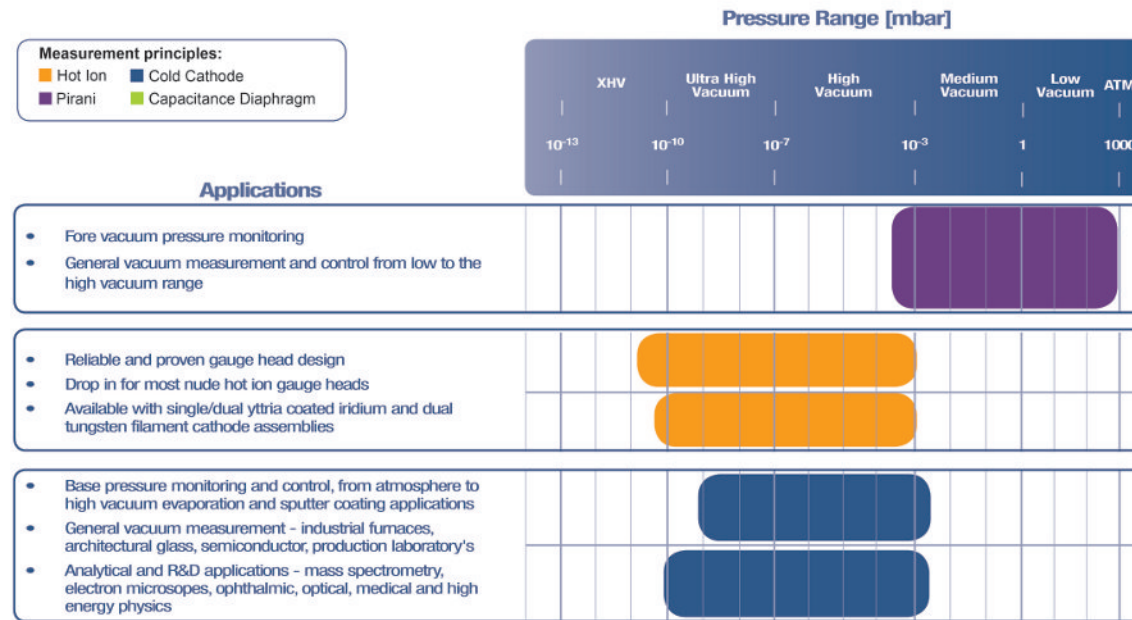 Pressure Range [mbar]
Measurement principles:
Hot Ion Cold Cathode
Pirani Capacitance Diaphragm
XHV Ultra High Vacuum High Vacuum Medium Vacuum Low Vacuum ATM
10⁻¹³ 10⁻¹⁰ 10⁻⁷ 10⁻³ 1 1000
Applications
• Fore vacuum pressure monitoring
• General vacuum measurement and control from low to the
high vacuum range
• Reliable and proven gauge head design
• Drop in for most nude hot ion gauge heads
• Available with single/dual yttria coated iridium and dual
tungsten filament cathode assemblies
• Base pressure monitoring and control, from atmosphere to
high vacuum evaporation and sputter coating applications
• General vacuum measurement - industrial furnaces,
architectural glass, semiconductor, production laboratory's
• Analytical and R&D applications - mass spectrometry,
electron microsopes, ophthalmic, optical, medical and high
energy physics